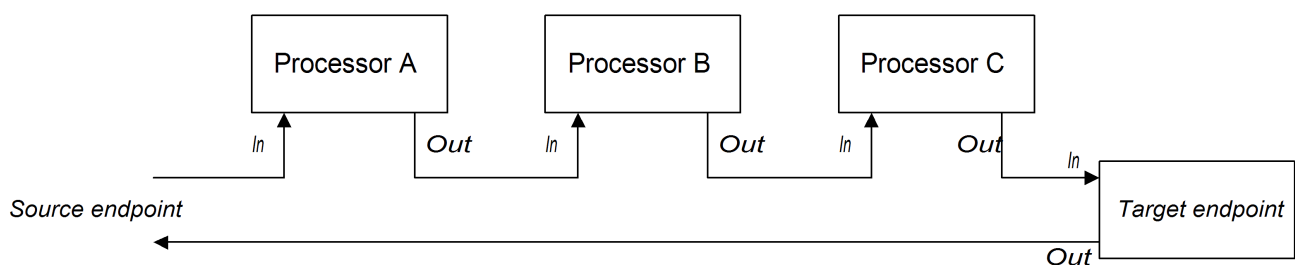 Processor A
Processor B
Processor C
In
Out
In
Out
In
Out
In
Source endpoint
Target endpoint
Out